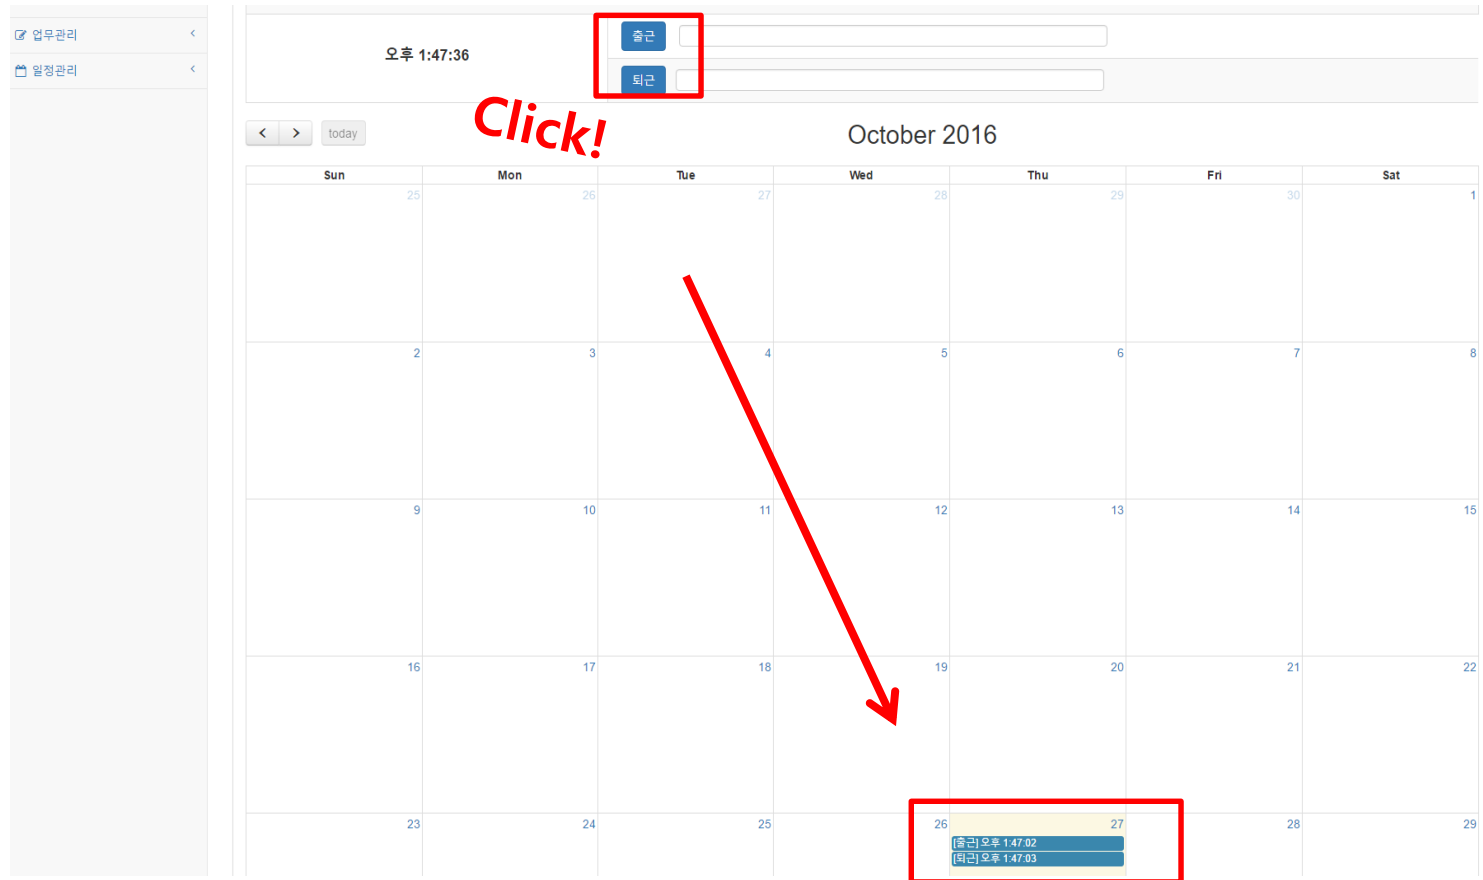 업무관리
일정관리
오후 1:47:36
출근
퇴근
Click!
today
October 2016
Sun Mon Tue Wed Thu Fri Sat
25 26 27 28 29 30 1
2 3 4 5 6 7 8
9 10 11 12 13 14 15
16 17 18 19 20 21 22
23 24 25 26 27 28 29
[출근] 오후 1:47:02
[퇴근] 오후 1:47:03